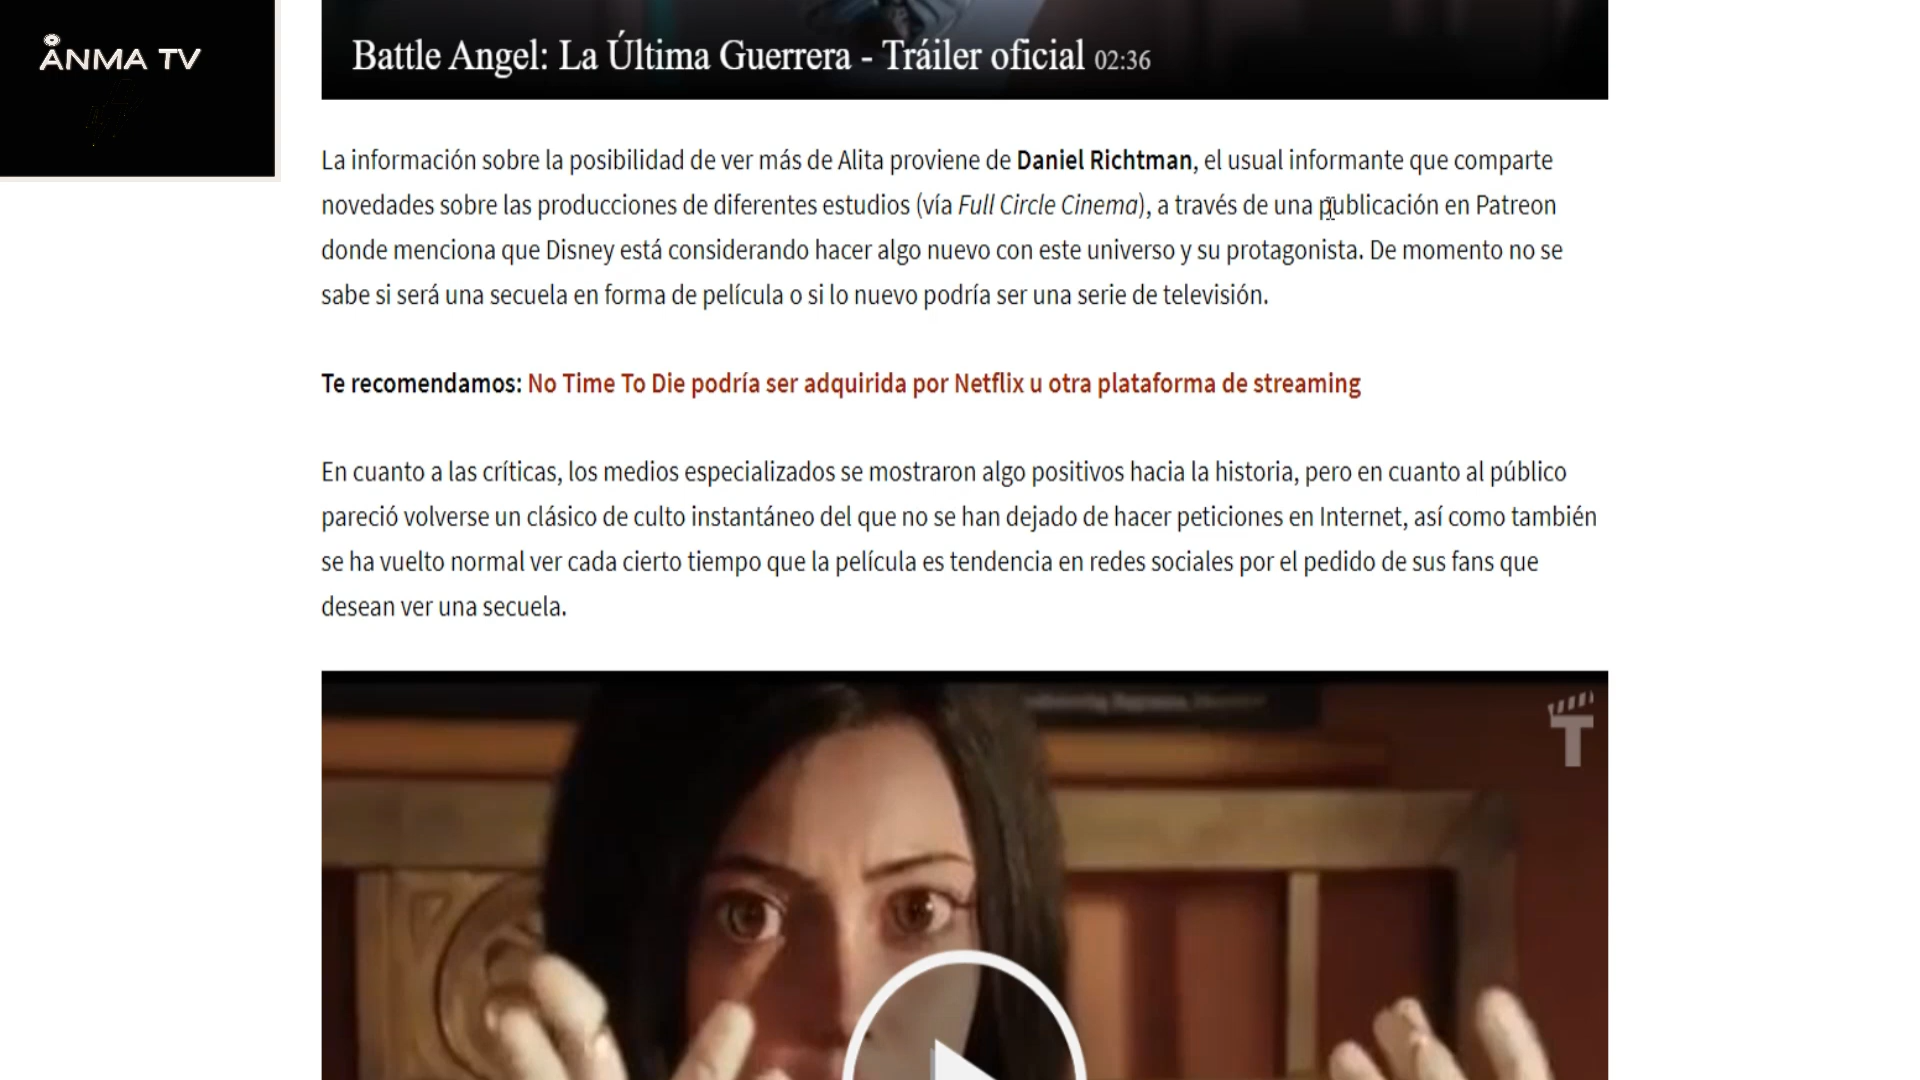 ÅNMA TV
Battle Angel: La Última Guerrera - Tráiler oficial 02:36
La información sobre la posibilidad de ver más de Alita proviene de Daniel Richtman, el usual informante que comparte
novedades sobre las producciones de diferentes estudios (vía Full Circle Cinema), a través de una publicación en Patreon
donde menciona que Disney está considerando hacer algo nuevo con este universo y su protagonista. De momento no se
sabe si será una secuela en forma de película o si lo nuevo podría ser una serie de televisión.
Te recomendamos: No Time To Die podría ser adquirida por Netflix u otra plataforma de streaming
En cuanto a las críticas, los medios especializados se mostraron algo positivos hacia la historia, pero en cuanto al público
pareció volverse un clásico de culto instantáneo del que no se han dejado de hacer peticiones en Internet, así como también
se ha vuelto normal ver cada cierto tiempo que la película es tendencia en redes sociales por el pedido de sus fans que
desean ver una secuela.
T